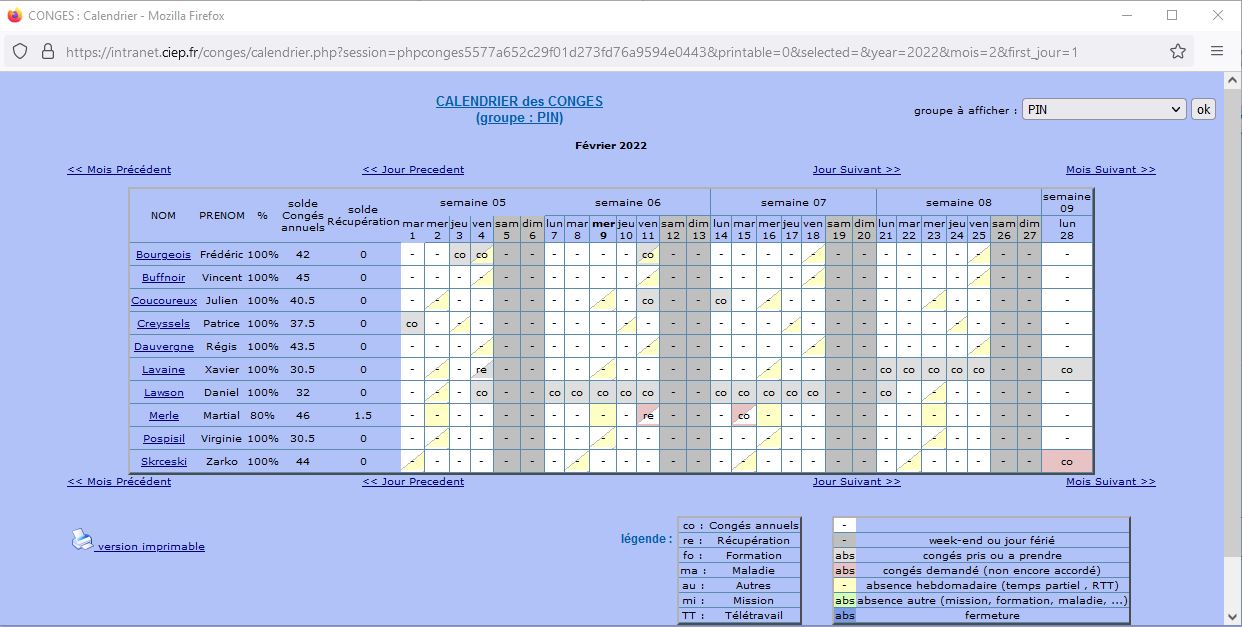 CONGES : Calendrier - Mozilla Firefox
https://intranet.ciep.fr/conges/calendrier.php?session=phpconges5577a652c29f01d273fd76a9594e0443&printable=0&selected=&year=2022&mois=2&first_jour=1
CALENDRIER des CONGES
(groupe : PIN)
groupe à afficher : PIN ok
Février 2022
<< Mois Précédent << Jour Precedent Jour Suivant >> Mois Suivant >>
NOM PRENOM % solde Congés annuels solde Récupération semaine 05 semaine 06 semaine 07 semaine 08 semaine 09
mar 1 mer 2 jeu 3 ven 4 sam 5 dim 6 lun 7 mar 8 mer 9 jeu 10 ven 11 sam 12 dim 13 lun 14 mar 15 mer 16 jeu 17 ven 18 sam 19 dim 20 lun 21 mar 22 mer 23 jeu 24 ven 25 sam 26 dim 27 lun 28
Bourgeois Frédéric 100% 42 0 - - co co - - - - - - co - - - - - - - - - - - - - - - - -
Buffnoir Vincent 100% 45 0 - - - - - - - - - - - - - - - - - - - - - - - - - - - -
Coucoureux Julien 100% 40.5 0 - - - - - - - - - - co - - co - - - - - - - - - - - - - -
Creyssels Patrice 100% 37.5 0 co - - - - - - - - - - - - - - - - - - - - - - - - - - -
Dauvergne Régis 100% 43.5 0 - - - - - - - - - - - - - - - - - - - - - - - - - - - -
Lavaine Xavier 100% 30.5 0 - - - re - - - - - - - - - - - - - - - - co co co co co - - co
Lawson Daniel 100% 32 0 - - - co - - co co co co co - - co co co co co - - co - - - - - - -
Merle Martial 80% 46 1.5 - - - - - - - - - - re - - - co - - - - - - - - - - - - -
Pospisil Virginie 100% 30.5 0 - - - - - - - - - - - - - - - - - - - - - - - - - - - -
Skrceski Zarko 100% 44 0 - - - - - - - - - - - - - - - - - - - - - - - - - - - co
<< Mois Précédent << Jour Precedent Jour Suivant >> Mois Suivant >>
version imprimable
légende :
co : Congés annuels
re : Récupération
fo : Formation
ma : Maladie
au : Autres
mi : Mission
TT : Télétravail
-
- week-end ou jour férié
abs congés pris ou a prendre
abs congés demandé (non encore accordé)
- absence hebdomadaire (temps partiel , RTT)
abs absence autre (mission, formation, maladie, ...)
abs fermeture